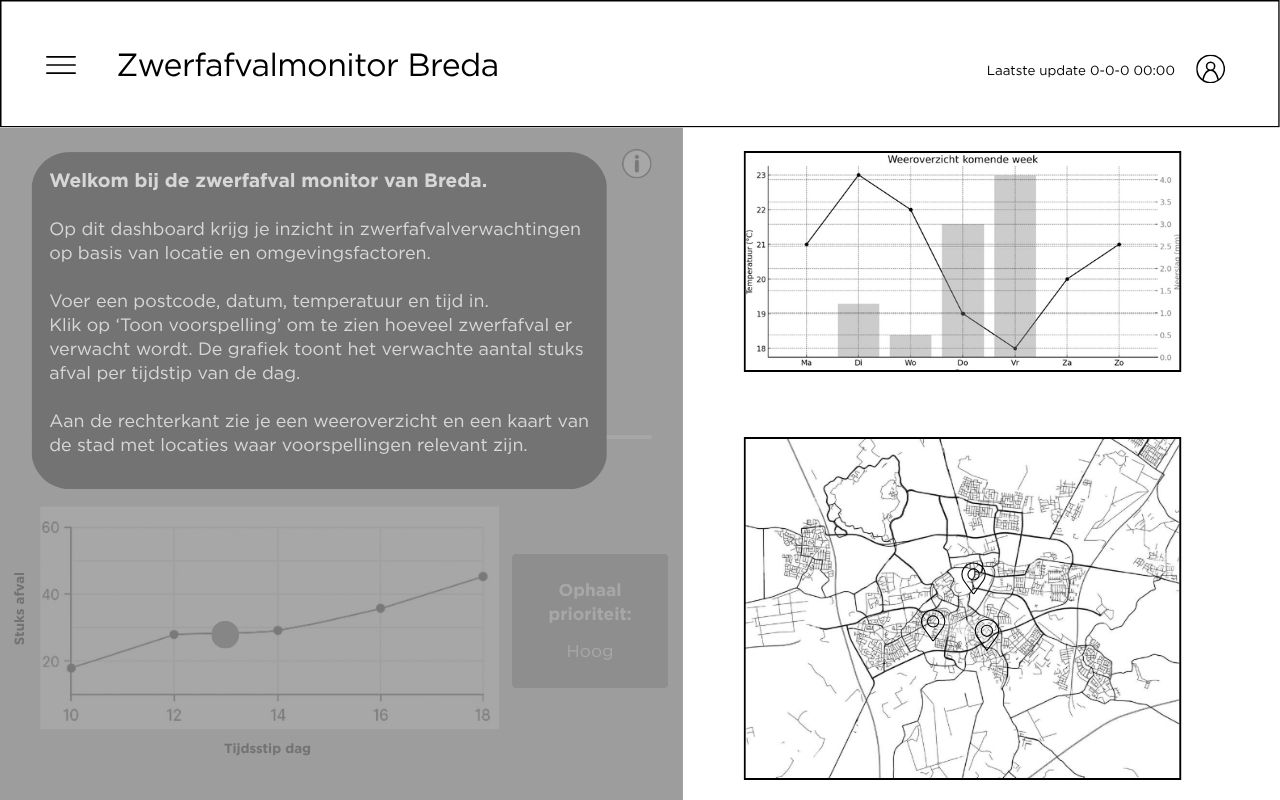 Zwerfafvalmonitor Breda
Laatste update 0-0-0 00:00
Welkom bij de zwerfafval monitor van Breda.
Op dit dashboard krijg je inzicht in zwerfafvalverwachtingen
op basis van locatie en omgevingsfactoren.
Voer een postcode, datum, temperatuur en tijd in.
Klik op ‘Toon voorspelling’ om te zien hoeveel zwerfafval er
verwacht wordt. De grafiek toont het verwachte aantal stuks
afval per tijdstip van de dag.
Aan de rechterkant zie je een weeroverzicht en een kaart van
de stad met locaties waar voorspellingen relevant zijn.
i
Stuks afval
60
40
20
10 12 14 16 18
Tijdsstip dag
Ophaal
prioriteit:
Hoog
Weeroverzicht komende week
Temperatuur (°C)
23
22
21
20
19
18
Ma Di Wo Do Vr Za Zo
4.0
3.5
3.0
2.5
2.0
1.5
1.0
0.5
0.0
Neerslag (mm)